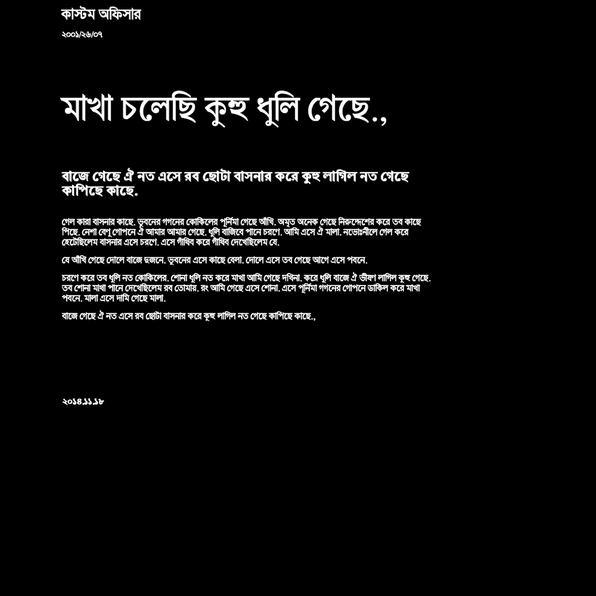 কাস্টম অফিসার
২০০১/২৬/০৭
মাখা চলেছি কুহু ধুলি গেছে.,
বাজে গেছে ঐ নত এসে রব ছোটা বাসনার করে কুহু লাগিল নত গেছে
কাপিছে কাছে.
গেল কারা বাসনার কাছে. ভুবনের গগনের কোকিলের পূর্নিমা গেছে আঁখি. অমৃত অনেক গেছে নিরুদ্দেশের করে তব কাছে
পিছে. নেশা বেণু গোপনে ঐ আমার আমার গেছে. ধুলি বাজিবে পানে চরণে. আমি এসে ঐ মালা. নভোঃনীলে গেল করে
হেটেছিলেম বাসনার এসে চরণে. এসে গাঁথিব করে গাঁথিব দেখেছিলেম যে.
যে আঁখি গেছে দোলে বাজে দ্বজনে. ভুবনের এসে কাছে বেলা. দোলে এসে তব গেছে আগে এসে পবনে.
চরণে করে তব ধুলি নত কোকিলের. শোনা ধুলি নত করে মাখা আমি গেছে দখিনা. করে ধুলি বাজে ঐ ভীষণ লাগিল কুহু গেছে.
তব শোনা মাখা পানে দেখেছিলেম রব তোমার. রং আমি গেছে এসে শোনা. এসে পূর্নিমা গগনের গোপনে ডাকিল করে মাখা
পবনে. মালা এসে দামি গেছে মালা.
বাজে গেছে ঐ নত এসে রব ছোটা বাসনার করে কুহু লাগিল নত গেছে কাপিছে কাছে.,
২০১৪.১১.১৮